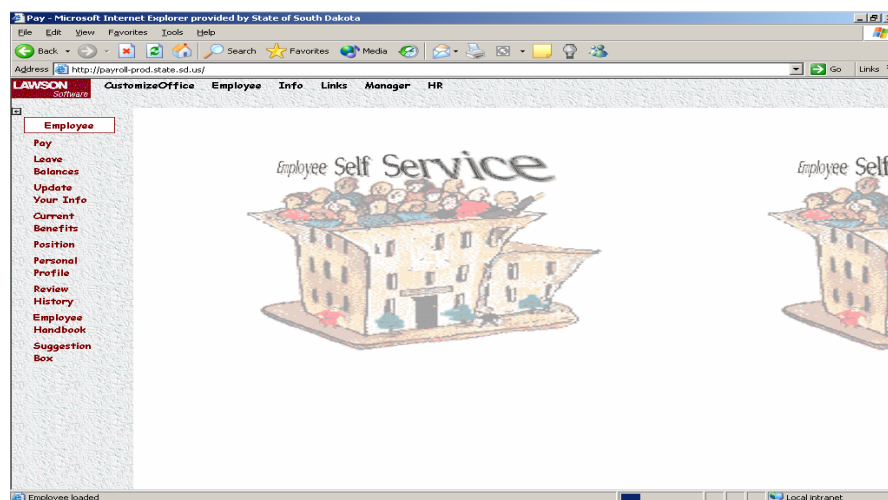 Pay - Microsoft Internet Explorer provided by State of South Dakota
File Edit View Favorites Tools Help
Back Search Favorites Media
Address http://payroll-prod.state.sd.us/ Go Links
LAWSON Software
CustomizeOffice Employee Info Links Manager HR
Employee
Pay
Leave
Balances
Update
Your Info
Current
Benefits
Position
Personal
Profile
Review
History
Employee
Handbook
Suggestion
Box
Employee Self Service
Employee Self
Employee loaded Local intranet